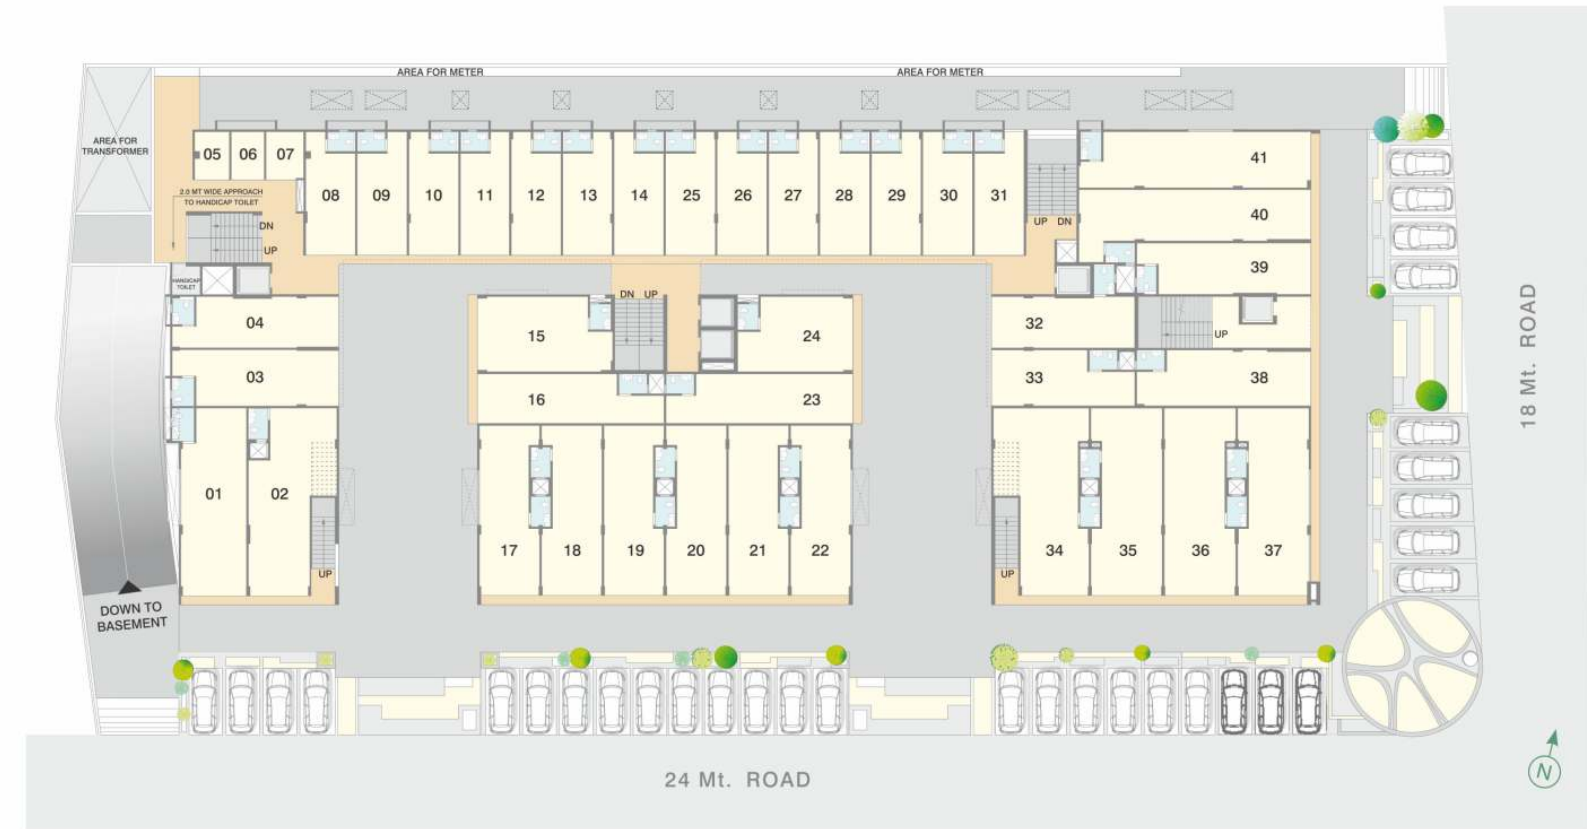 AREA FOR METER
AREA FOR METER
AREA FOR
TRANSFORMER
05
06
07
2.0 MT WIDE APPROACH
TO HANDICAP TOILET
DN
UP
HANDICAP
TOILET
08
09
10
11
12
13
14
25
26
27
28
29
30
31
UP DN
41
40
39
04
03
DN UP
15
24
16
23
32
33
UP
38
01
02
UP
17
18
19
20
21
22
34
35
36
37
UP
DOWN TO
BASEMENT
18 Mt. ROAD
24 Mt. ROAD
N